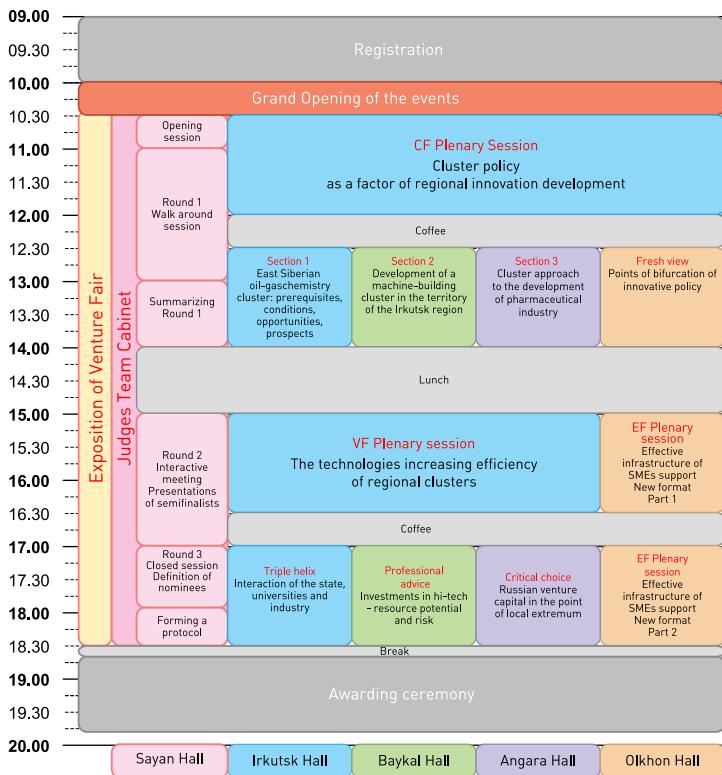 09.00
09.30
10.00
10.30
11.00
11.30
12.00
12.30
13.00
13.30
14.00
14.30
15.00
15.30
16.00
16.30
17.00
17.30
18.00
18.30
19.00
19.30
20.00
Registration
Grand Opening of the events
Exposition of Venture Fair
Judges Team Cabinet
Opening
session
Round 1
Walk around
session
Summarizing
Round 1
CF Plenary Session
Cluster policy
as a factor of regional innovation development
Coffee
Section 1
East Siberian
oil-gaschemistry
cluster: prerequisites,
conditions,
opportunities,
prospects
Section 2
Development of a
machine-building
cluster in the territory
of the Irkutsk region
Section 3
Cluster approach
to the development
of pharmaceutical
industry
Fresh view
Points of bifurcation of
innovative policy
Lunch
Round 2
Interactive
meeting
Presentations
of semifinalists
VF Plenary session
The technologies increasing efficiency
of regional clusters
EF Plenary
session
Effective
infrastructure of
SMEs support
New format
Part 1
Coffee
Round 3
Closed session
Definition of
nominees
Forming a
protocol
Triple helix
Interaction of the state,
universities and
industry
Professional
advice
Investments in hi-tech
- resource potential
and risk
Critical choice
Russian venture
capital in the point
of local extremum
EF Plenary
session
Effective
infrastructure of
SMEs support
New format
Part 2
Break
Awarding ceremony
Sayan Hall
Irkutsk Hall
Baykal Hall
Angara Hall
Olkhon Hall